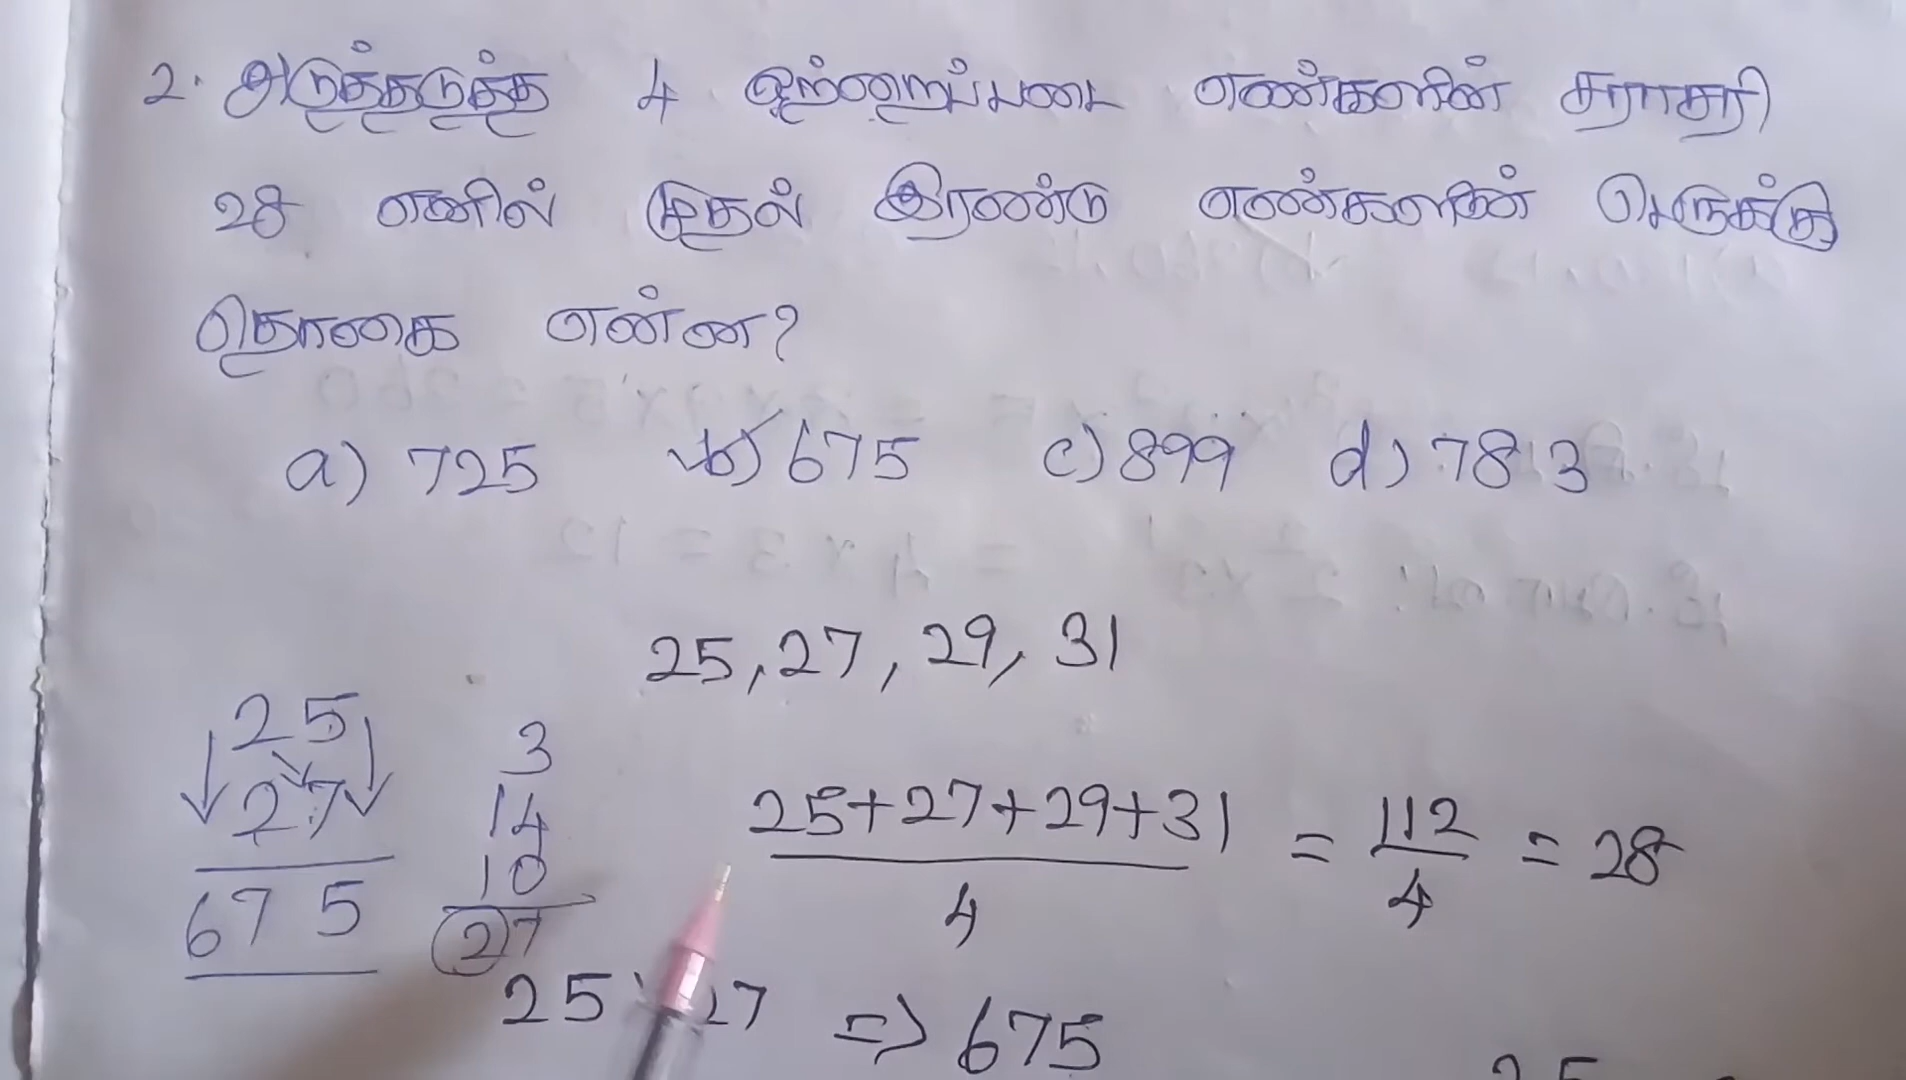 2. அடுத்தடுத்த 4 ஒற்றைப்படை எண்களின் சராசரி
28 எனில் முதல் இரண்டு எண்களின் பெருக்கு
தொகை என்ன?
a) 725 b) 675 c) 899 d) 783
25, 27, 29, 31
25
27
675
3
14
10
27
25+27+29+31 = 112 = 28
4 4
25 27 => 675